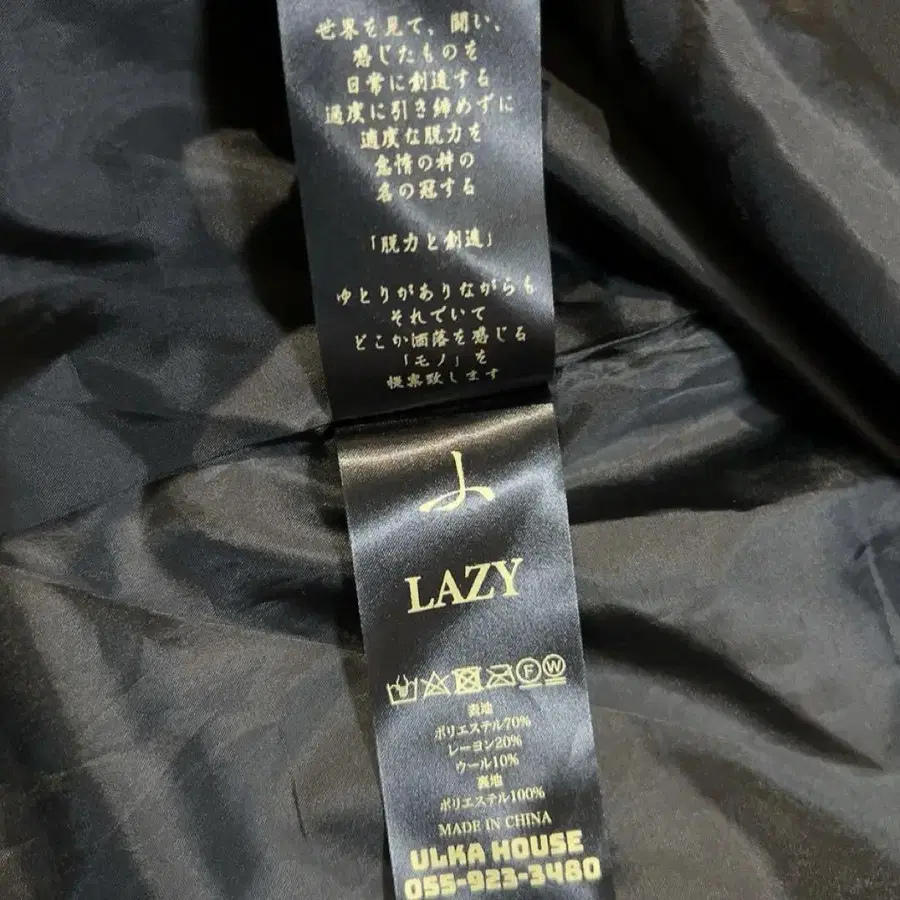 世界を見て、聞い、
感じたものを
日常に創造する
過度に引き締めずに
適度な脱力を
怠惰の粋の
名の冠する
「脱力と創造」
ゆとりがありながらも
それでいて
どこか洒落を感じる
「モノ」を
提案致します
LAZY
F W
表地
ポリエステル70%
レーヨン20%
ウール10%
裏地
ポリエステル100%
MADE IN CHINA
ULKA HOUSE
055-923-3480